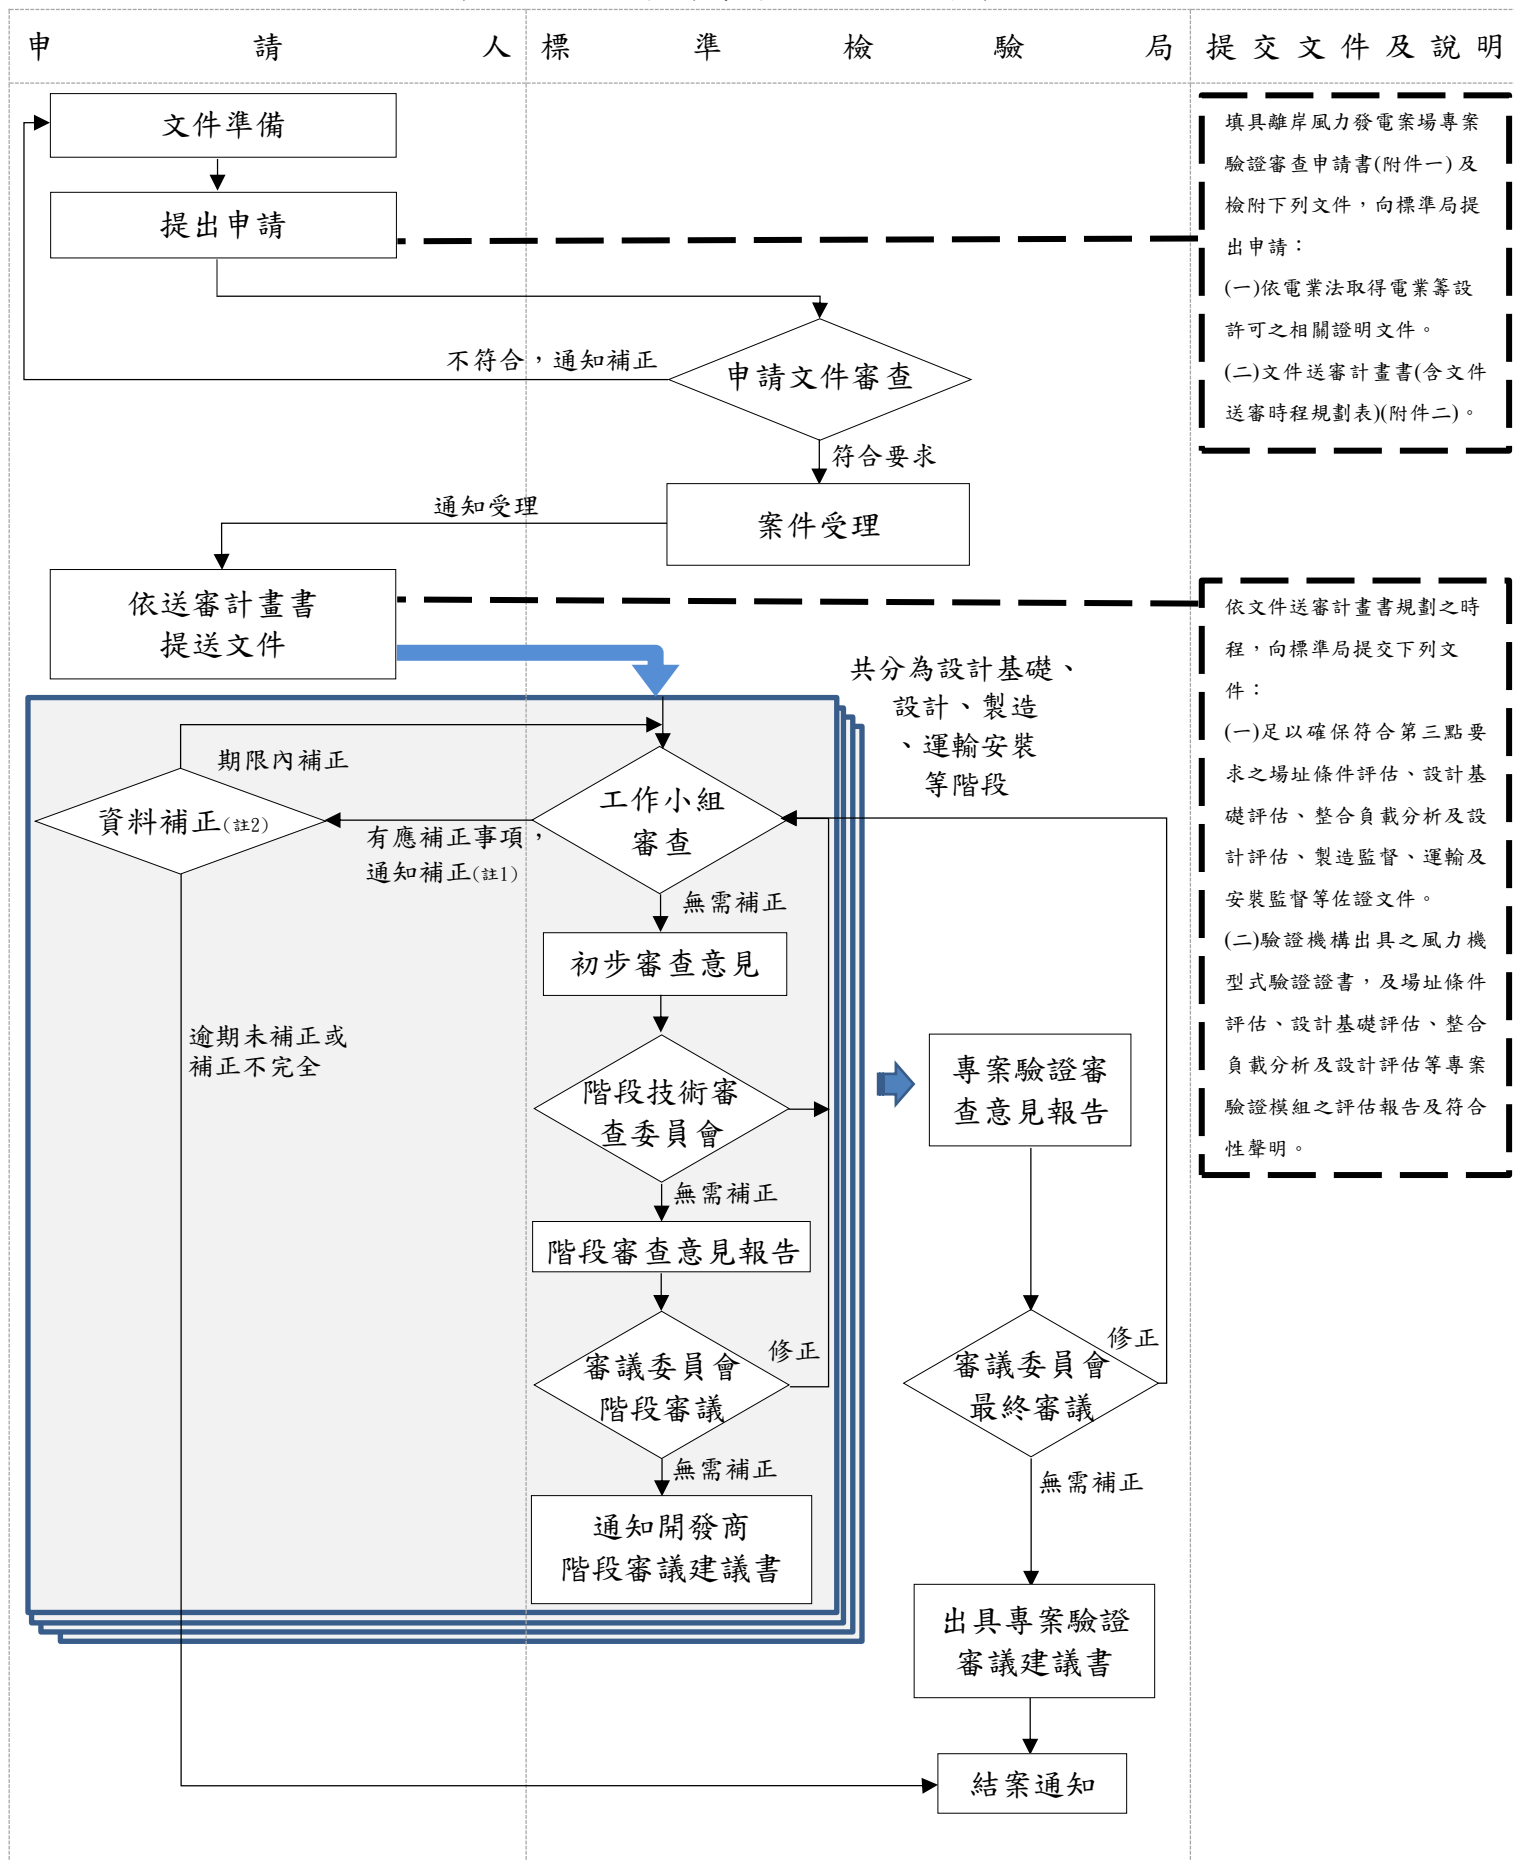 申請人
標準檢驗局
提交文件及說明
文件準備
提出申請
填具離岸風力發電案場專案
驗證審查申請書(附件一)及
檢附下列文件，向標準局提
出申請：
(一)依電業法取得電業籌設
許可之相關證明文件。
(二)文件送審計畫書(含文件
送審時程規劃表)(附件二)。
不符合，通知補正
申請文件審查
符合要求
通知受理
案件受理
依送審計畫書
提送文件
依文件送審計畫書規劃之時
程，向標準局提交下列文
件：
(一)足以確保符合第三點要
求之場址條件評估、設計基
礎評估、整合負載分析及設
計評估、製造監督、運輸及
安裝監督等佐證文件。
(二)驗證機構出具之風力機
型式驗證證書，及場址條件
評估、設計基礎評估、整合
負載分析及設計評估等專案
驗證模組之評估報告及符合
性聲明。
共分為設計基礎、
設計、製造
、運輸安裝
等階段
期限內補正
資料補正(註2)
有應補正事項，
通知補正(註1)
工作小組
審查
無需補正
初步審查意見
逾期未補正或
補正不完全
階段技術審
查委員會
無需補正
階段審查意見報告
審議委員會
階段審議
修正
無需補正
通知開發商
階段審議建議書
專案驗證審
查意見報告
審議委員會
最終審議
修正
無需補正
出具專案驗證
審議建議書
結案通知